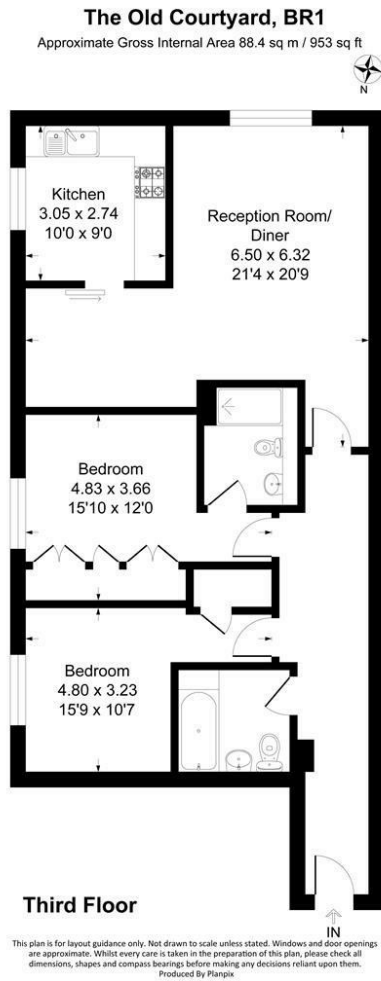 The Old Courtyard, BR1
Approximate Gross Internal Area 88.4 sq m / 953 sq ft
N
Kitchen
3.05 x 2.74
10'0 x 9'0
Reception Room/
Diner
6.50 x 6.32
21'4 x 20'9
Bedroom
4.83 x 3.66
15'10 x 12'0
Bedroom
4.80 x 3.23
15'9 x 10'7
Third Floor
IN
This plan is for layout guidance only. Not drawn to scale unless stated. Windows and door openings
are approximate. Whilst every care is taken in the preparation of this plan, please check all
dimensions, shapes and compass bearings before making any decisions reliant upon them.
Produced By Planpix